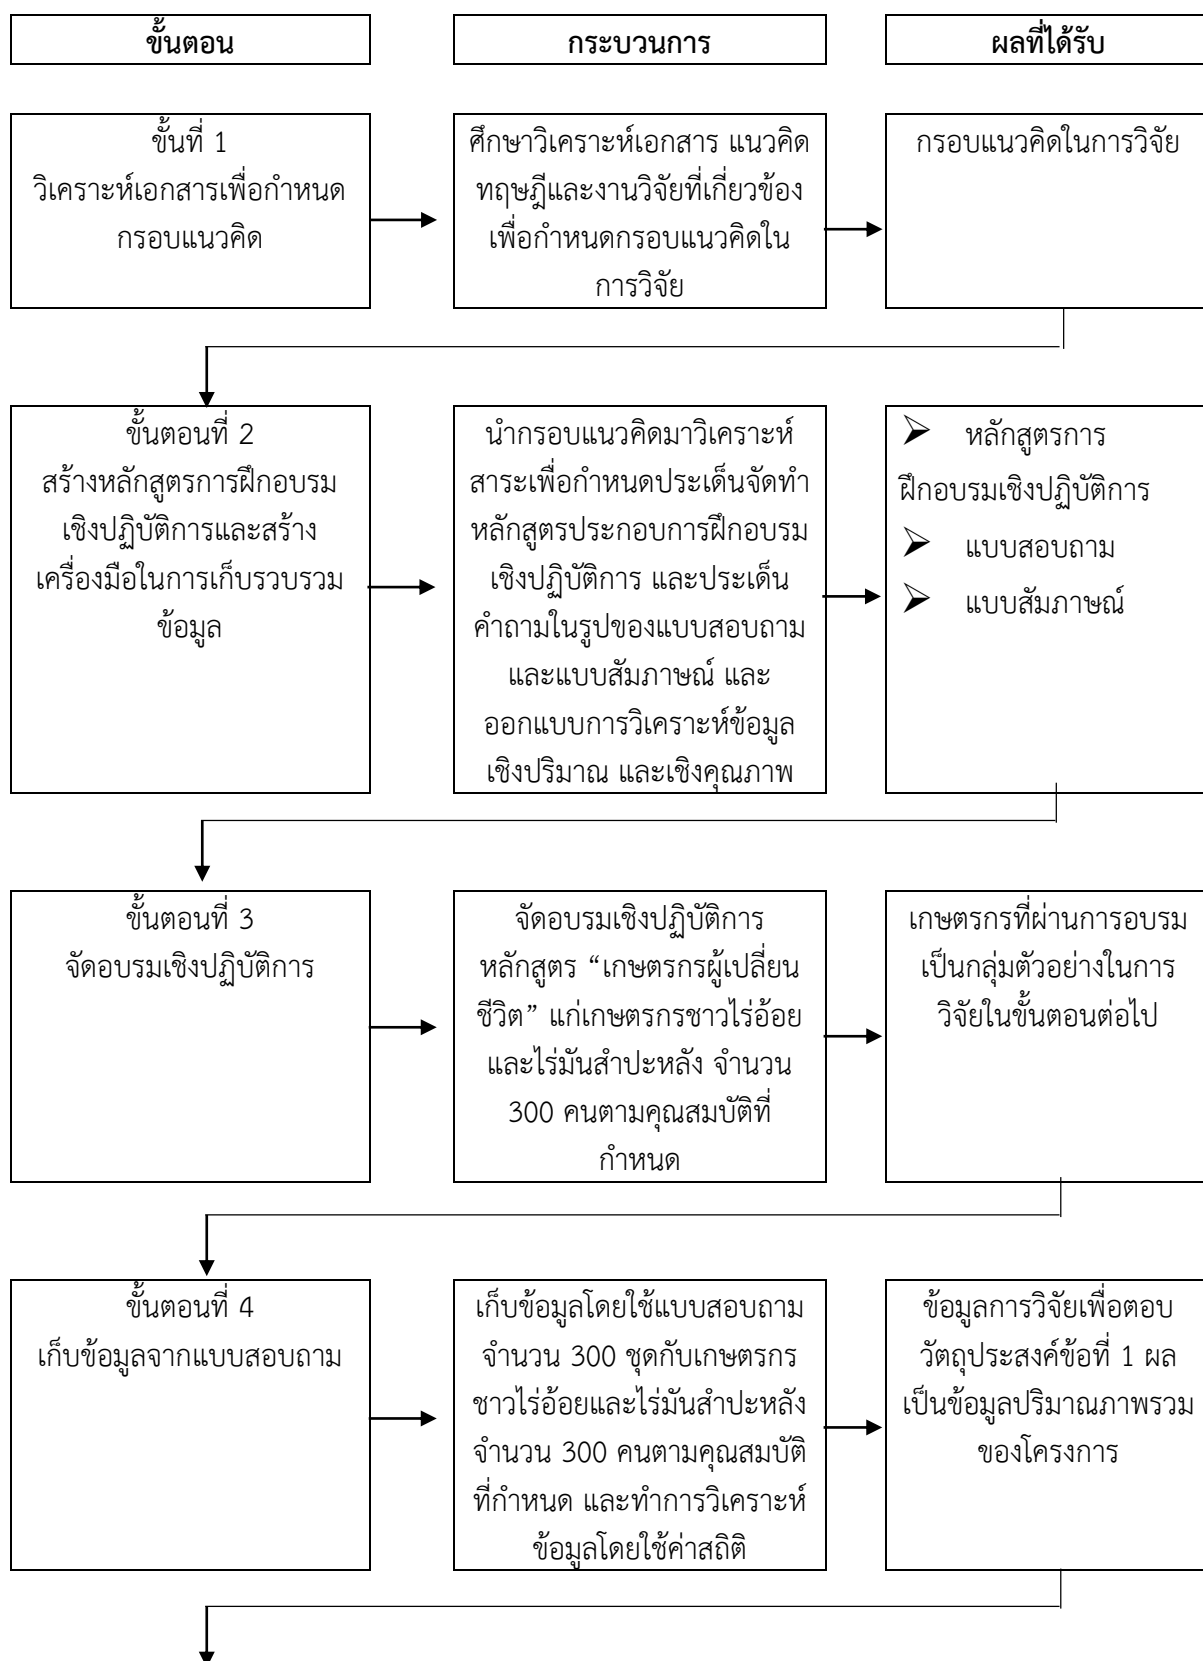 ขั้นตอน
กระบวนการ
ผลที่ได้รับ
ขั้นที่ 1
วิเคราะห์เอกสารเพื่อกำหนด
กรอบแนวคิด
ศึกษาวิเคราะห์เอกสาร แนวคิด
ทฤษฎีและงานวิจัยที่เกี่ยวข้อง
เพื่อกำหนดกรอบแนวคิดใน
การวิจัย
กรอบแนวคิดในการวิจัย
ขั้นตอนที่ 2
สร้างหลักสูตรการฝึกอบรม
เชิงปฏิบัติการและสร้าง
เครื่องมือในการเก็บรวบรวม
ข้อมูล
นำกรอบแนวคิดมาวิเคราะห์
สาระเพื่อกำหนดประเด็นจัดทำ
หลักสูตรประกอบการฝึกอบรม
เชิงปฏิบัติการ และประเด็น
คำถามในรูปของแบบสอบถาม
และแบบสัมภาษณ์ และ
ออกแบบการวิเคราะห์ข้อมูล
เชิงปริมาณ และเชิงคุณภาพ
➢ หลักสูตรการ
ฝึกอบรมเชิงปฏิบัติการ
➢ แบบสอบถาม
➢ แบบสัมภาษณ์
ขั้นตอนที่ 3
จัดอบรมเชิงปฏิบัติการ
จัดอบรมเชิงปฏิบัติการ
หลักสูตร “เกษตรกรผู้เปลี่ยน
ชีวิต” แก่เกษตรกรชาวไร่อ้อย
และไร่มันสำปะหลัง จำนวน
300 คนตามคุณสมบัติที่
กำหนด
เกษตรกรที่ผ่านการอบรม
เป็นกลุ่มตัวอย่างในการ
วิจัยในขั้นตอนต่อไป
ขั้นตอนที่ 4
เก็บข้อมูลจากแบบสอบถาม
เก็บข้อมูลโดยใช้แบบสอบถาม
จำนวน 300 ชุดกับเกษตรกร
ชาวไร่อ้อยและไร่มันสำปะหลัง
จำนวน 300 คนตามคุณสมบัติ
ที่กำหนด และทำการวิเคราะห์
ข้อมูลโดยใช้ค่าสถิติ
ข้อมูลการวิจัยเพื่อตอบ
วัตถุประสงค์ข้อที่ 1 ผล
เป็นข้อมูลปริมาณภาพรวม
ของโครงการ